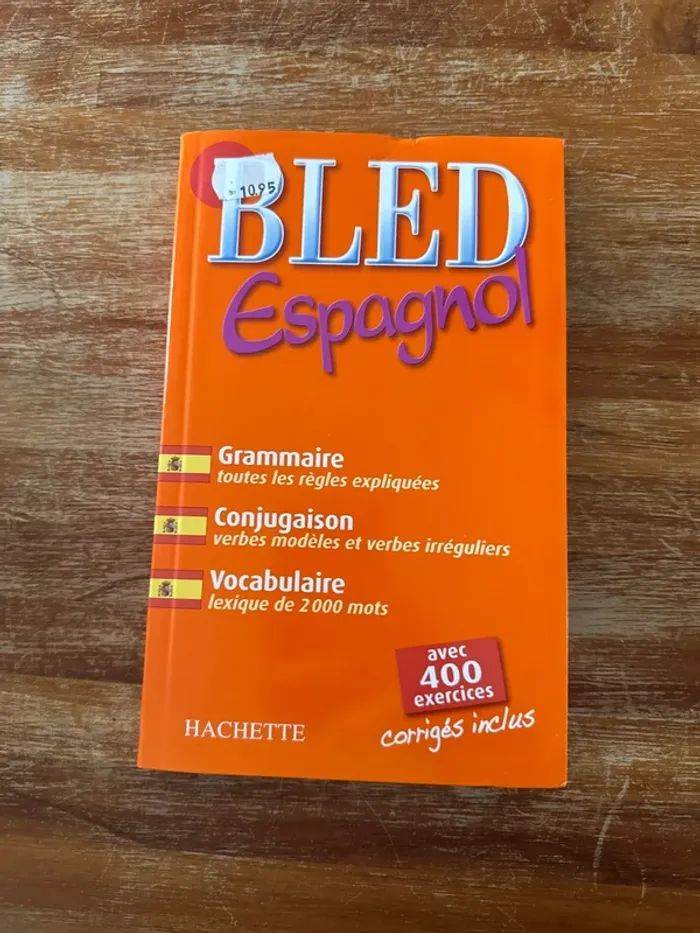 10.95
BLED
Espagnol
Grammaire
toutes les règles expliquées
Conjugaison
verbes modèles et verbes irréguliers
Vocabulaire
lexique de 2 000 mots
avec
400
exercices
corrigés inclus
HACHETTE